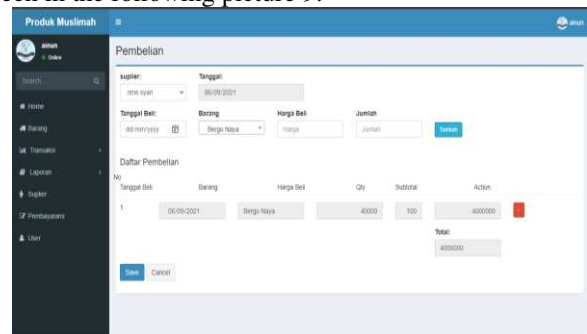 seen in the following picture 9.
Produk Muslimah
ainun
ainun
Online
Search...
Home
Barang
Transaksi
Laporan
Suplier
Pembayaran
User
Pembelian
suplier:
Tanggal:
nene syan
06/09/2021
Tanggal Beli:
Barang
Harga Beli
Jumlah
dd/mm/yyyy
Bergo Naya
Harga
Jumlah
Tambah
Daftar Pembelian
No
Tanggal Beli
Barang
Harga Beli
Qty
Subtotal
Action
1
06/09/2021
Bergo Naya
40000
100
4000000
Total:
4000000
Save
Cancel